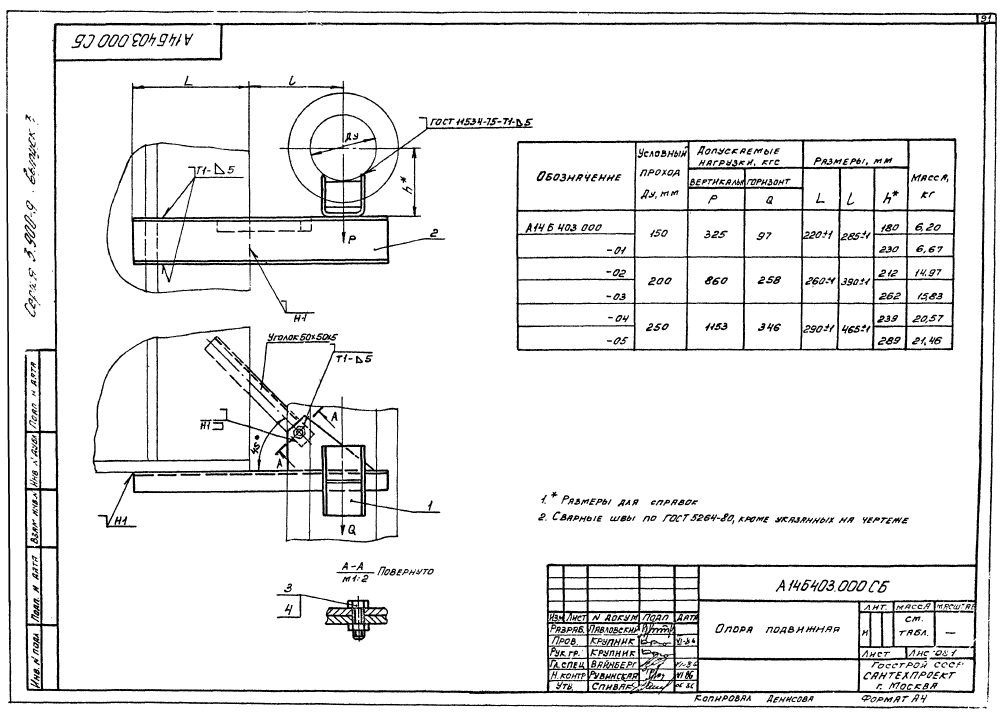 91
А14Б403.000 СБ
Серия 3.900-9 Выпуск 3
L
l
ГОСТ 11534-75-Т1-⊿5
ДУ
h*
Т1-⊿5
P
2
Н1
Уголок 50×50×5
Т1-⊿5
А
Н1
45°
А
1
Н1
Q
А-А
М1:2
Повернуто
3
4
Обозначение
Условный проход Ду, мм
Допускаемые нагрузки, кгс
Размеры, мм
Масса, кг
вертикальн
горизонт
P
Q
L
l
h*
А14Б403 000 150 325 97 220±1 285±1 180 6,20
-01 230 6,67
-02 200 860 258 260±1 390±1 212 14,97
-03 262 15,83
-04 250 1153 346 290±1 465±1 239 20,57
-05 289 21,46
1.* Размеры для справок
2. Сварные швы по ГОСТ 5264-80, кроме указанных на чертеже
А14Б403.000 СБ
Опора подвижная
Лит. Масса Масштаб
И см. табл. —
Лист
Госстрой СССР
Сантехпроект
г. Москва
Изм Лист N докум Подп Дата
Разраб. Павловский
Пров. Крупник
Рук. гр. Крупник
Гл. спец Вайнберг
Н. контр Рубинская
Утв. Спивак
Копировал Денисова
Формат А4
Инв. N подл
Подп. и дата
Взам инв. N
Инв N дубл
Подп и дата